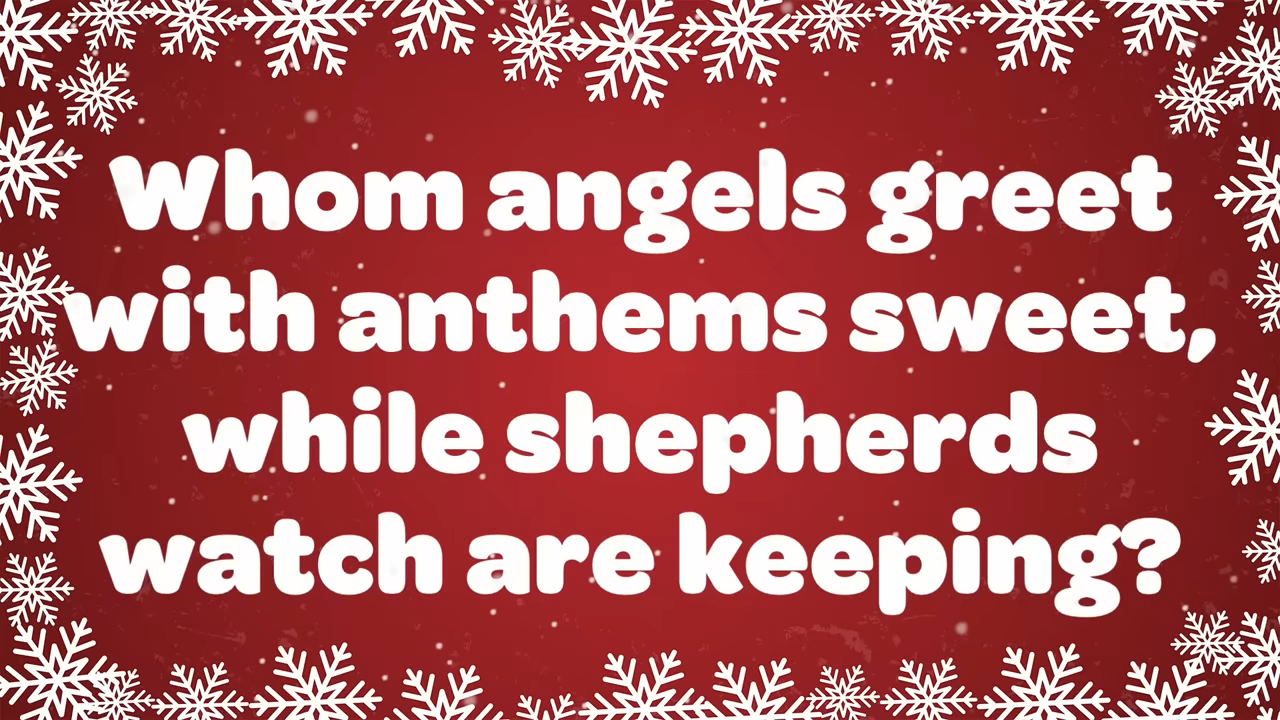 Whom angels greet
with anthems sweet,
while shepherds
watch are keeping?